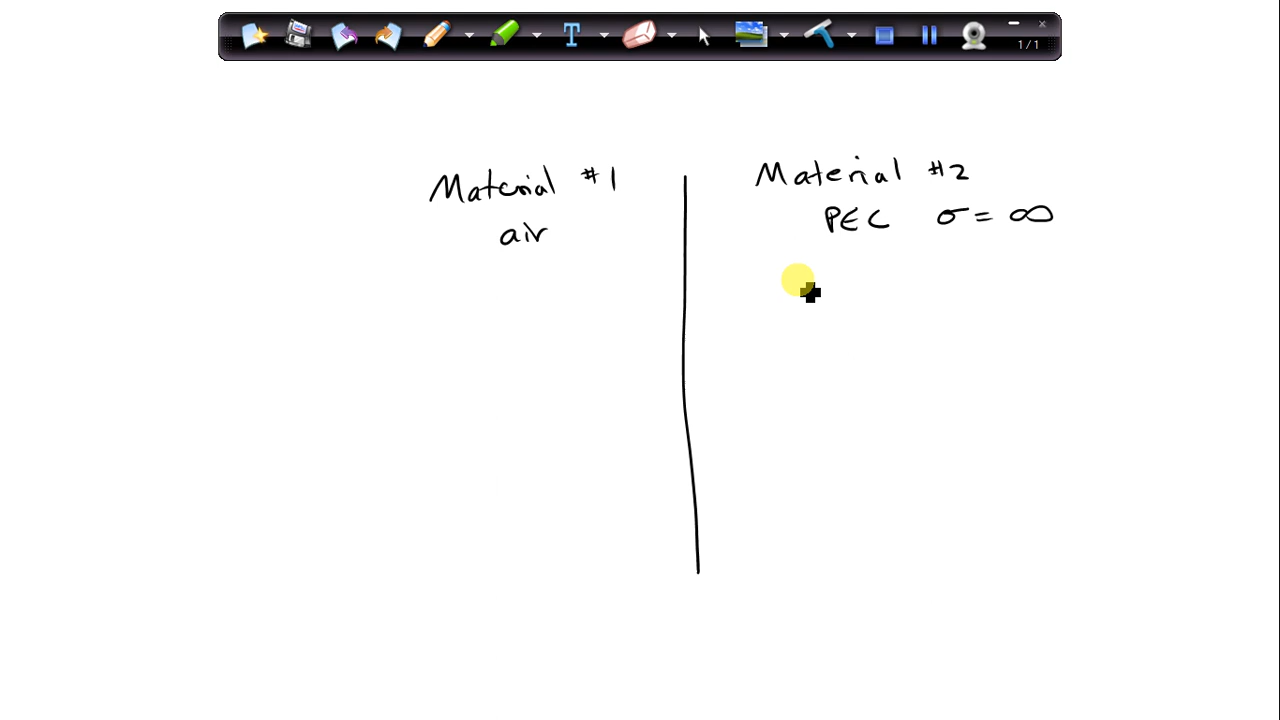 1/1
Material #1
air
Material #2
PEC σ = ∞